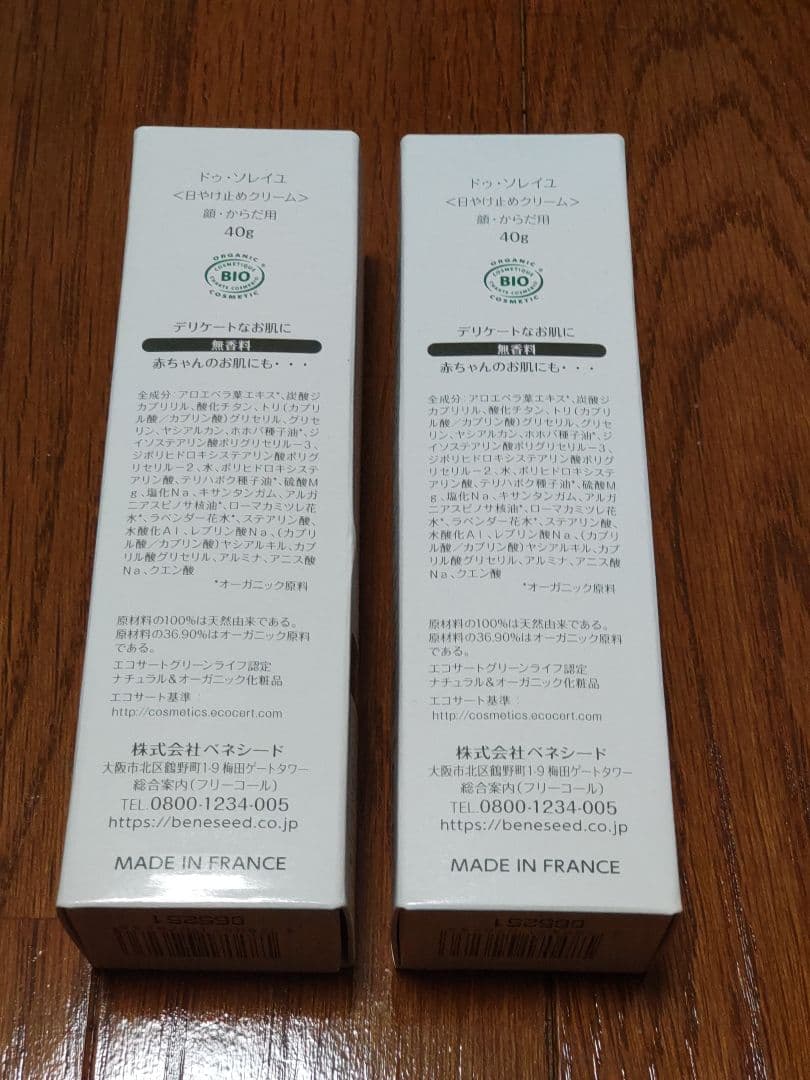 ドゥ・ソレイユ
<日やけ止めクリーム>
顔・からだ用
40g
ORGANIC
COSMÉTIQUE
BIO
CHARTE COSMEBIO
COSMETIC
デリケートなお肌に
無香料
赤ちゃんのお肌にも・・・
全成分:アロエベラ葉エキス*、炭酸ジ
カプリリル、酸化チタン、トリ(カプリ
ル酸/カプリン酸)グリセリル、グリセ
リン、ヤシアルカン、ホホバ種子油*、ジ
イソステアリン酸ポリグリセリル-3、
ジポリヒドロキシステアリン酸ポリグ
リセリル-2、水、ポリヒドロキシステ
アリン酸、テリハボク種子油*、硫酸M
g、塩化Na、キサンタンガム、アルガ
ニアスピノサ核油*、ローマカミツレ花
水*、ラベンダー花水*、ステアリン酸、
水酸化Al、レブリン酸Na、(カプリ
ル酸/カプリン酸)ヤシアルキル、カプ
リル酸グリセリル、アルミナ、アニス酸
Na、クエン酸
*オーガニック原料
原材料の100%は天然由来である。
原材料の36.90%はオーガニック原料
である。
エコサートグリーンライフ認定
ナチュラル&オーガニック化粧品
エコサート基準:
http://cosmetics.ecocert.com
株式会社ベネシード
大阪市北区鶴野町1-9 梅田ゲートタワー
総合案内(フリーコール)
TEL.0800-1234-005
https://beneseed.co.jp
MADE IN FRANCE
065251
ドゥ・ソレイユ
<日やけ止めクリーム>
顔・からだ用
40g
ORGANIC
COSMÉTIQUE
BIO
CHARTE COSMEBIO
COSMETIC
デリケートなお肌に
無香料
赤ちゃんのお肌にも・・・
全成分:アロエベラ葉エキス*、炭酸ジ
カプリリル、酸化チタン、トリ(カプリ
ル酸/カプリン酸)グリセリル、グリセ
リン、ヤシアルカン、ホホバ種子油*、ジ
イソステアリン酸ポリグリセリル-3、
ジポリヒドロキシステアリン酸ポリグ
リセリル-2、水、ポリヒドロキシステ
アリン酸、テリハボク種子油*、硫酸M
g、塩化Na、キサンタンガム、アルガ
ニアスピノサ核油*、ローマカミツレ花
水*、ラベンダー花水*、ステアリン酸、
水酸化Al、レブリン酸Na、(カプリ
ル酸/カプリン酸)ヤシアルキル、カプ
リル酸グリセリル、アルミナ、アニス酸
Na、クエン酸
*オーガニック原料
原材料の100%は天然由来である。
原材料の36.90%はオーガニック原料
である。
エコサートグリーンライフ認定
ナチュラル&オーガニック化粧品
エコサート基準:
http://cosmetics.ecocert.com
株式会社ベネシード
大阪市北区鶴野町1-9 梅田ゲートタワー
総合案内(フリーコール)
TEL.0800-1234-005
https://beneseed.co.jp
MADE IN FRANCE
065251